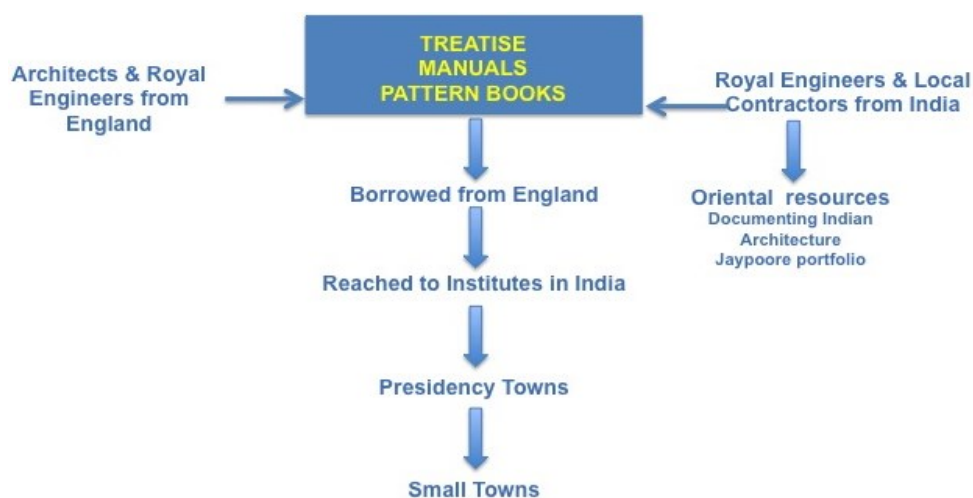 TREATISE
MANUALS
PATTERN BOOKS
Architects & Royal
Engineers from
England
Royal Engineers & Local
Contractors from India
Borrowed from England
Oriental resources
Documenting Indian
Architecture
Jaypoore portfolio
Reached to Institutes in India
Presidency Towns
Small Towns